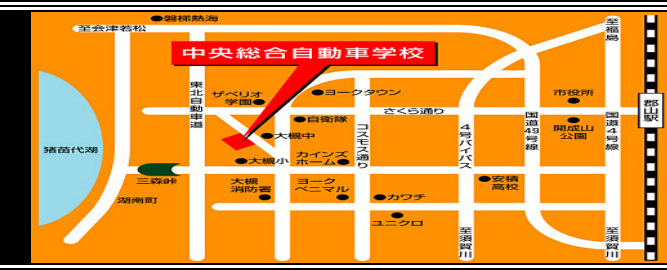 ●磐梯熱海
至会津若松
至福島
中央総合自動車学校
東北自動車道
ザベリオ
学園●
●ヨークタウン
市役所
●
さくら通り
郡山駅
●自衛隊
●大槻中
コスモス通り
4号バイパス
国道49号線
●
開成山
公園
国道4号線
猪苗代湖
●大槻小
カインズ
ホーム●
三森峠
大槻
消防署
ヨーク
ベニマル
●安積
高校
湖南町
●カワチ
●
ユニクロ
至須賀川
至須賀川